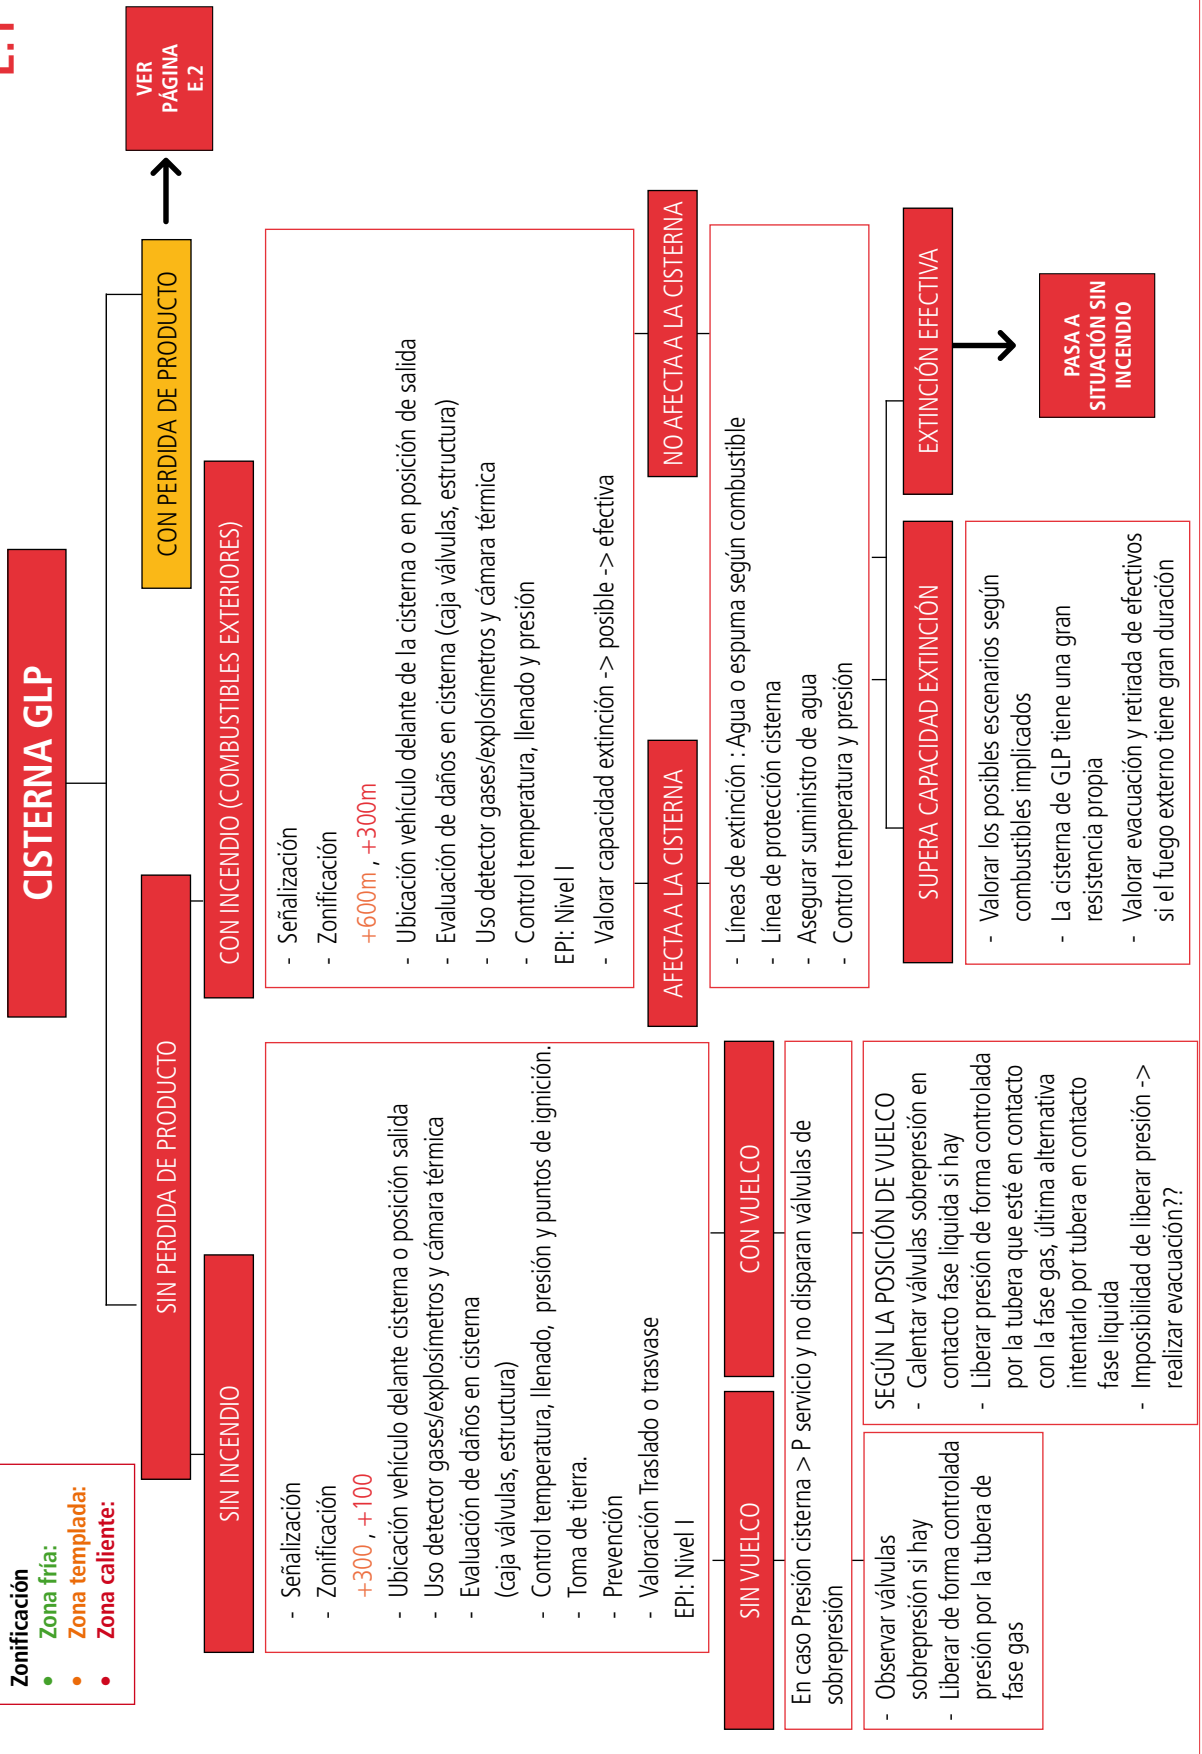 E.1
Zonificación
• Zona fría:
• Zona templada:
• Zona caliente:
CISTERNA GLP
SIN PERDIDA DE PRODUCTO
CON PERDIDA DE PRODUCTO
VER
PÁGINA
E.2
SIN INCENDIO
- Señalización
- Zonificación
+300 , +100
- Ubicación vehículo delante cisterna o posición salida
- Uso detector gases/explosímetros y cámara térmica
- Evaluación de daños en cisterna
(caja válvulas, estructura)
- Control temperatura, llenado, presión y puntos de ignición.
- Toma de tierra.
- Prevención
- Valoración Traslado o trasvase
EPI: Nivel I
SIN VUELCO
CON VUELCO
En caso Presión cisterna > P servicio y no disparan válvulas de
sobrepresión
- Observar válvulas
sobrepresión si hay
- Liberar de forma controlada
presión por la tubera de
fase gas
SEGÚN LA POSICIÓN DE VUELCO
- Calentar válvulas sobrepresión en
contacto fase liquida si hay
- Liberar presión de forma controlada
por la tubera que esté en contacto
con la fase gas, última alternativa
intentarlo por tubera en contacto
fase liquida
- Imposibilidad de liberar presión ->
realizar evacuación??
CON INCENDIO (COMBUSTIBLES EXTERIORES)
- Señalización
- Zonificación
+600m , +300m
- Ubicación vehículo delante de la cisterna o en posición de salida
- Evaluación de daños en cisterna (caja válvulas, estructura)
- Uso detector gases/explosímetros y cámara térmica
- Control temperatura, llenado y presión
EPI: Nivel I
- Valorar capacidad extinción -> posible -> efectiva
AFECTA A LA CISTERNA
NO AFECTA A LA CISTERNA
- Líneas de extinción : Agua o espuma según combustible
- Línea de protección cisterna
- Asegurar suministro de agua
- Control temperatura y presión
SUPERA CAPACIDAD EXTINCIÓN
EXTINCIÓN EFECTIVA
- Valorar los posibles escenarios según
combustibles implicados
- La cisterna de GLP tiene una gran
resistencia propia
- Valorar evacuación y retirada de efectivos
si el fuego externo tiene gran duración
PASA A
SITUACIÓN SIN
INCENDIO